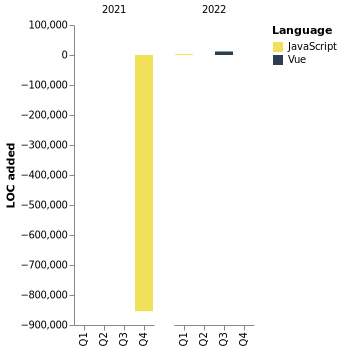 2021 2022
Language
JavaScript
Vue
LOC added
100,000
0
−100,000
−200,000
−300,000
−400,000
−500,000
−600,000
−700,000
−800,000
−900,000
Q1 Q2 Q3 Q4 Q1 Q2 Q3 Q4